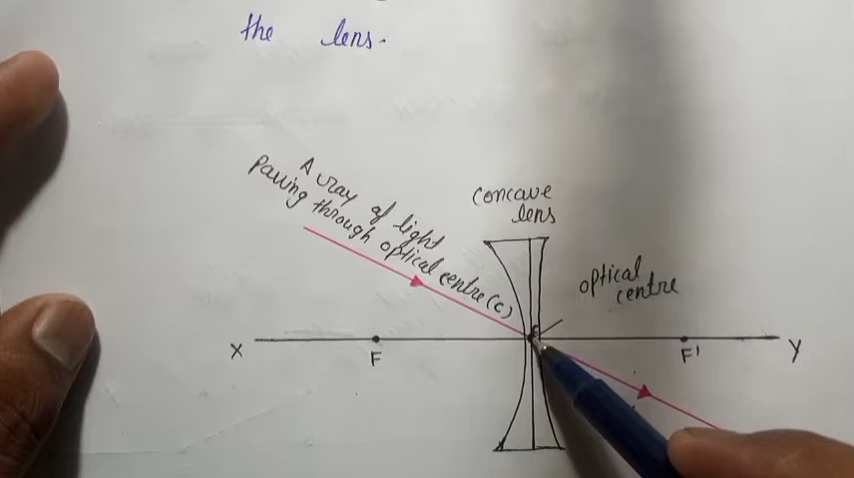 the lens.
A ray of light
Passing through optical centre (C)
Concave
lens
optical
centre
C
X
F
F'
Y